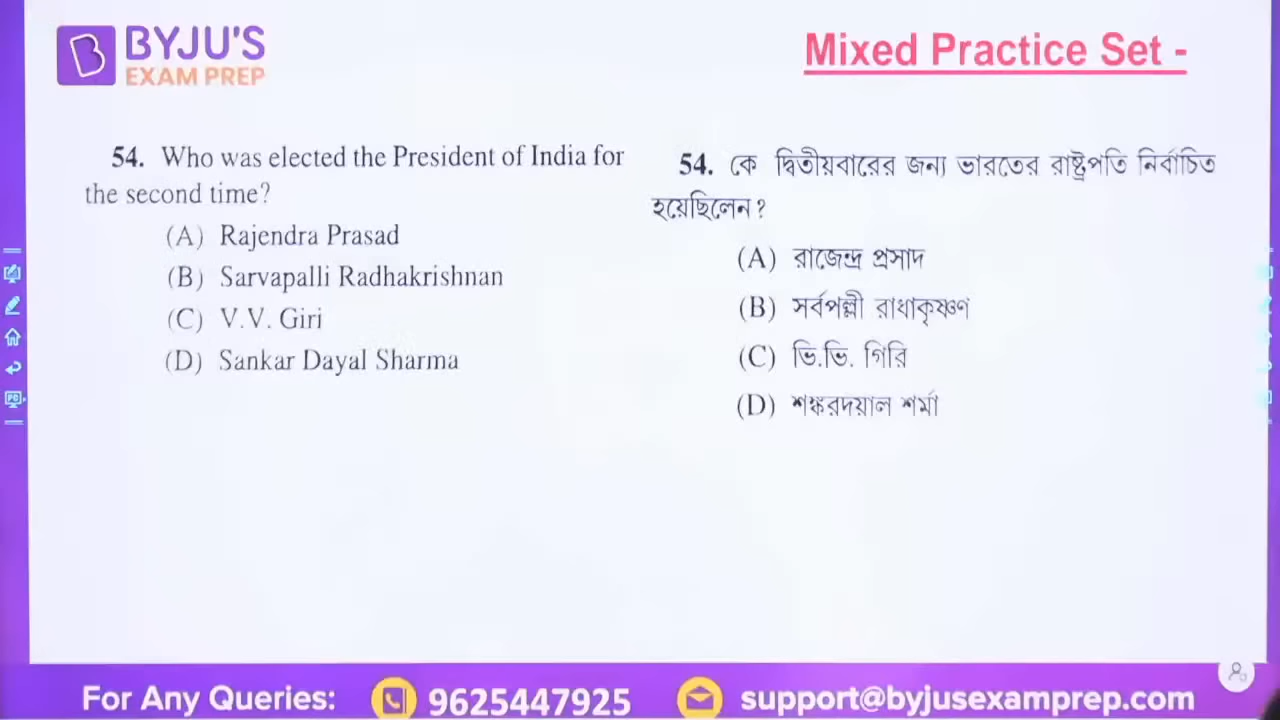 BYJU'S
EXAM PREP
Mixed Practice Set -
54. Who was elected the President of India for
the second time?
(A) Rajendra Prasad
(B) Sarvapalli Radhakrishnan
(C) V.V. Giri
(D) Sankar Dayal Sharma
54. কে দ্বিতীয়বারের জন্য ভারতের রাষ্ট্রপতি নির্বাচিত
হয়েছিলেন?
(A) রাজেন্দ্র প্রসাদ
(B) সর্বপল্লী রাধাকৃষ্ণণ
(C) ভি.ভি. গিরি
(D) শঙ্করদয়াল শর্মা
For Any Queries: 9625447925 support@byjusexamprep.com